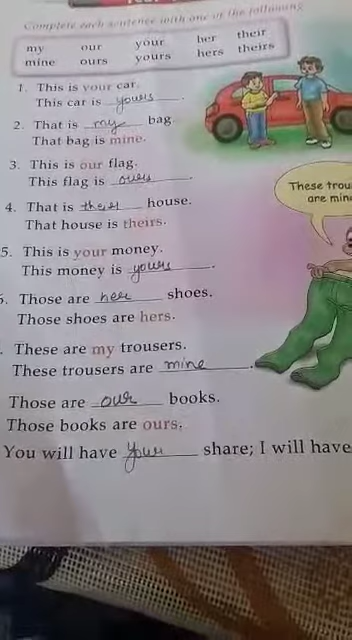 Complete each sentence with one of the following
my our your her their
mine ours yours hers theirs
1. This is your car.
This car is yours.
2. That is my bag.
That bag is mine.
3. This is our flag.
This flag is ours.
4. That is their house.
That house is theirs.
5. This is your money.
This money is yours.
6. Those are her shoes.
Those shoes are hers.
These are my trousers.
These trousers are mine.
Those are our books.
Those books are ours.
You will have your share; I will have
These trou
are min